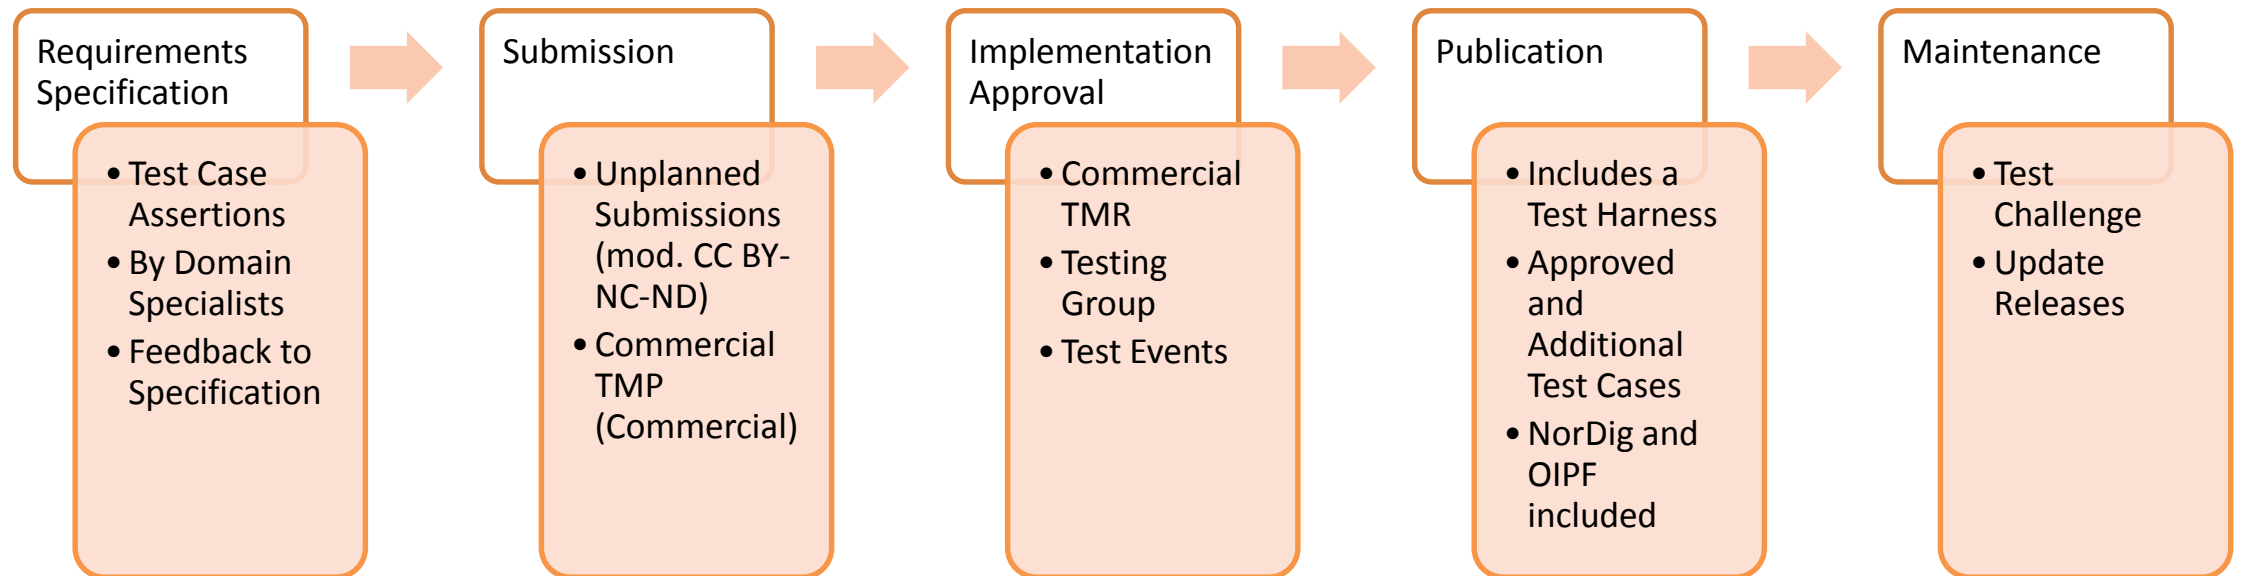 Requirements
Specification
• Test Case
Assertions
• By Domain
Specialists
• Feedback to
Specification
Submission
• Unplanned
Submissions
(mod. CC BY-
NC-ND)
• Commercial
TMP
(Commercial)
Implementation
Approval
• Commercial
TMR
• Testing
Group
• Test Events
Publication
• Includes a
Test Harness
• Approved
and
Additional
Test Cases
• NorDig and
OIPF
included
Maintenance
• Test
Challenge
• Update
Releases